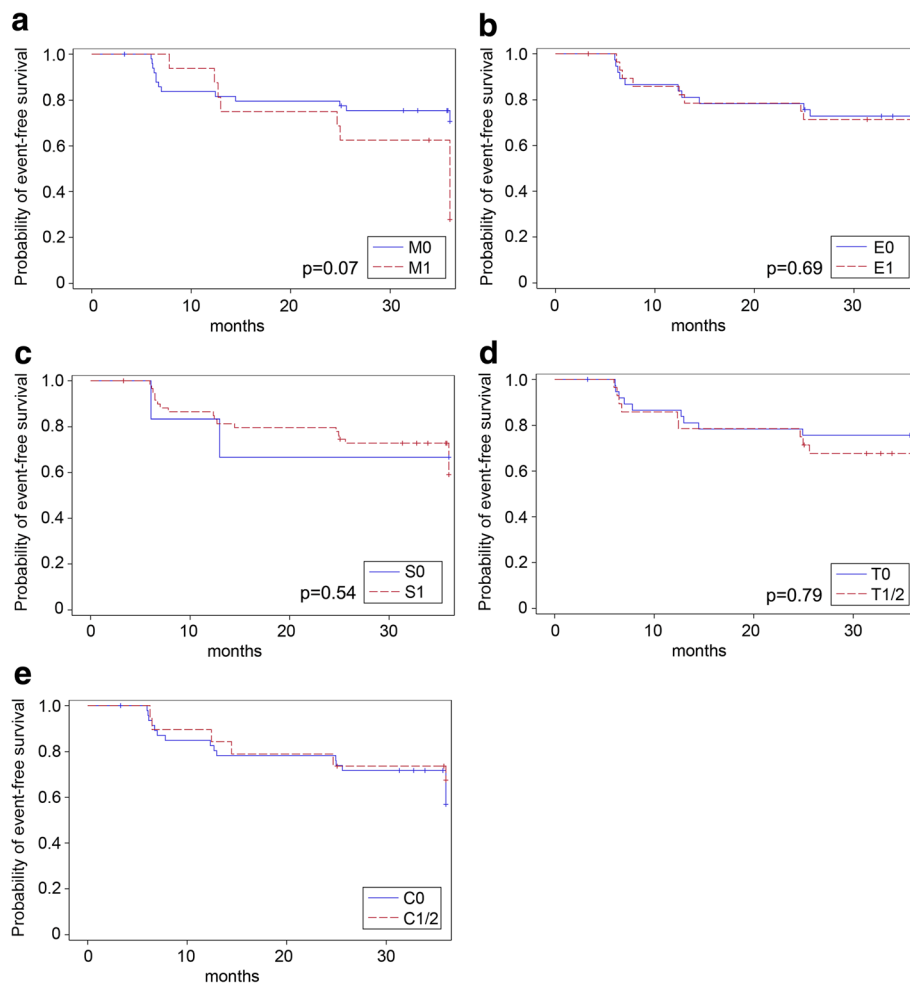 a
Probability of event-free survival
1.0
0.8
0.6
0.4
0.2
0
M0
M1
p=0.07
0 10 20 30
months
b
Probability of event-free survival
1.0
0.8
0.6
0.4
0.2
0
E0
E1
p=0.69
0 10 20 30
months
c
Probability of event-free survival
1.0
0.8
0.6
0.4
0.2
0
S0
S1
p=0.54
0 10 20 30
months
d
Probability of event-free survival
1.0
0.8
0.6
0.4
0.2
0
T0
T1/2
p=0.79
0 10 20 30
months
e
Probability of event-free survival
1.0
0.8
0.6
0.4
0.2
0
C0
C1/2
0 10 20 30
months